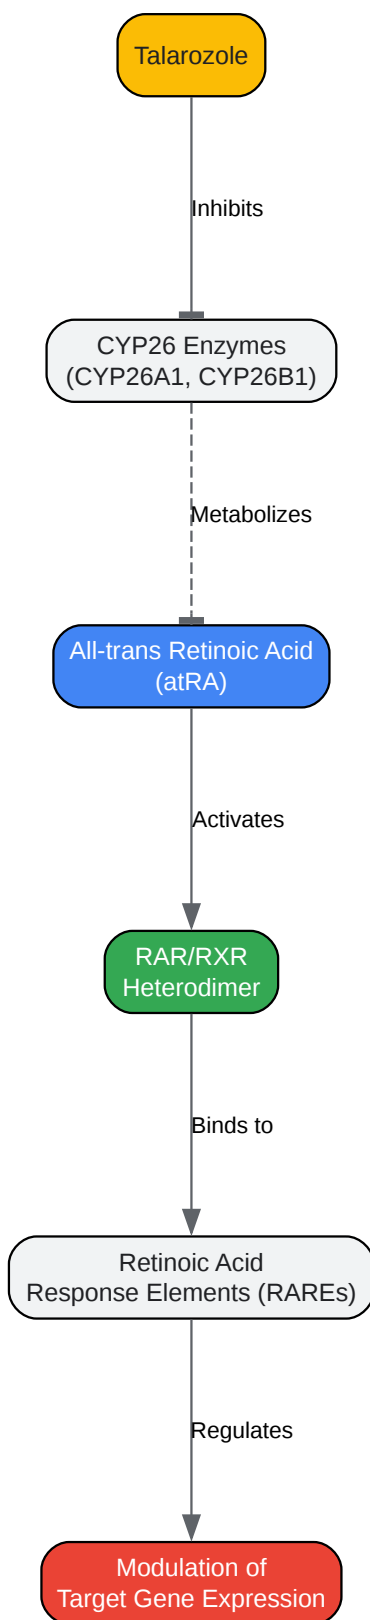 Talarozole
Inhibits
CYP26 Enzymes
(CYP26A1, CYP26B1)
Metabolizes
All-trans Retinoic Acid
(atRA)
Activates
RAR/RXR
Heterodimer
Binds to
Retinoic Acid
Response Elements (RAREs)
Regulates
Modulation of
Target Gene Expression